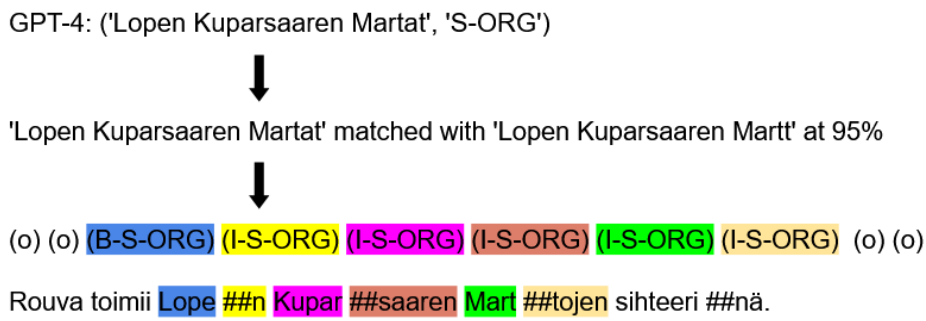 GPT-4: ('Lopen Kuparsaaren Martat', 'S-ORG')
'Lopen Kuparsaaren Martat' matched with 'Lopen Kuparsaaren Martt' at 95%
(o) (o) (B-S-ORG) (I-S-ORG) (I-S-ORG) (I-S-ORG) (I-S-ORG) (I-S-ORG) (o) (o)
Rouva toimii Lope ##n Kupar ##saaren Mart ##tojen sihteeri ##nä.